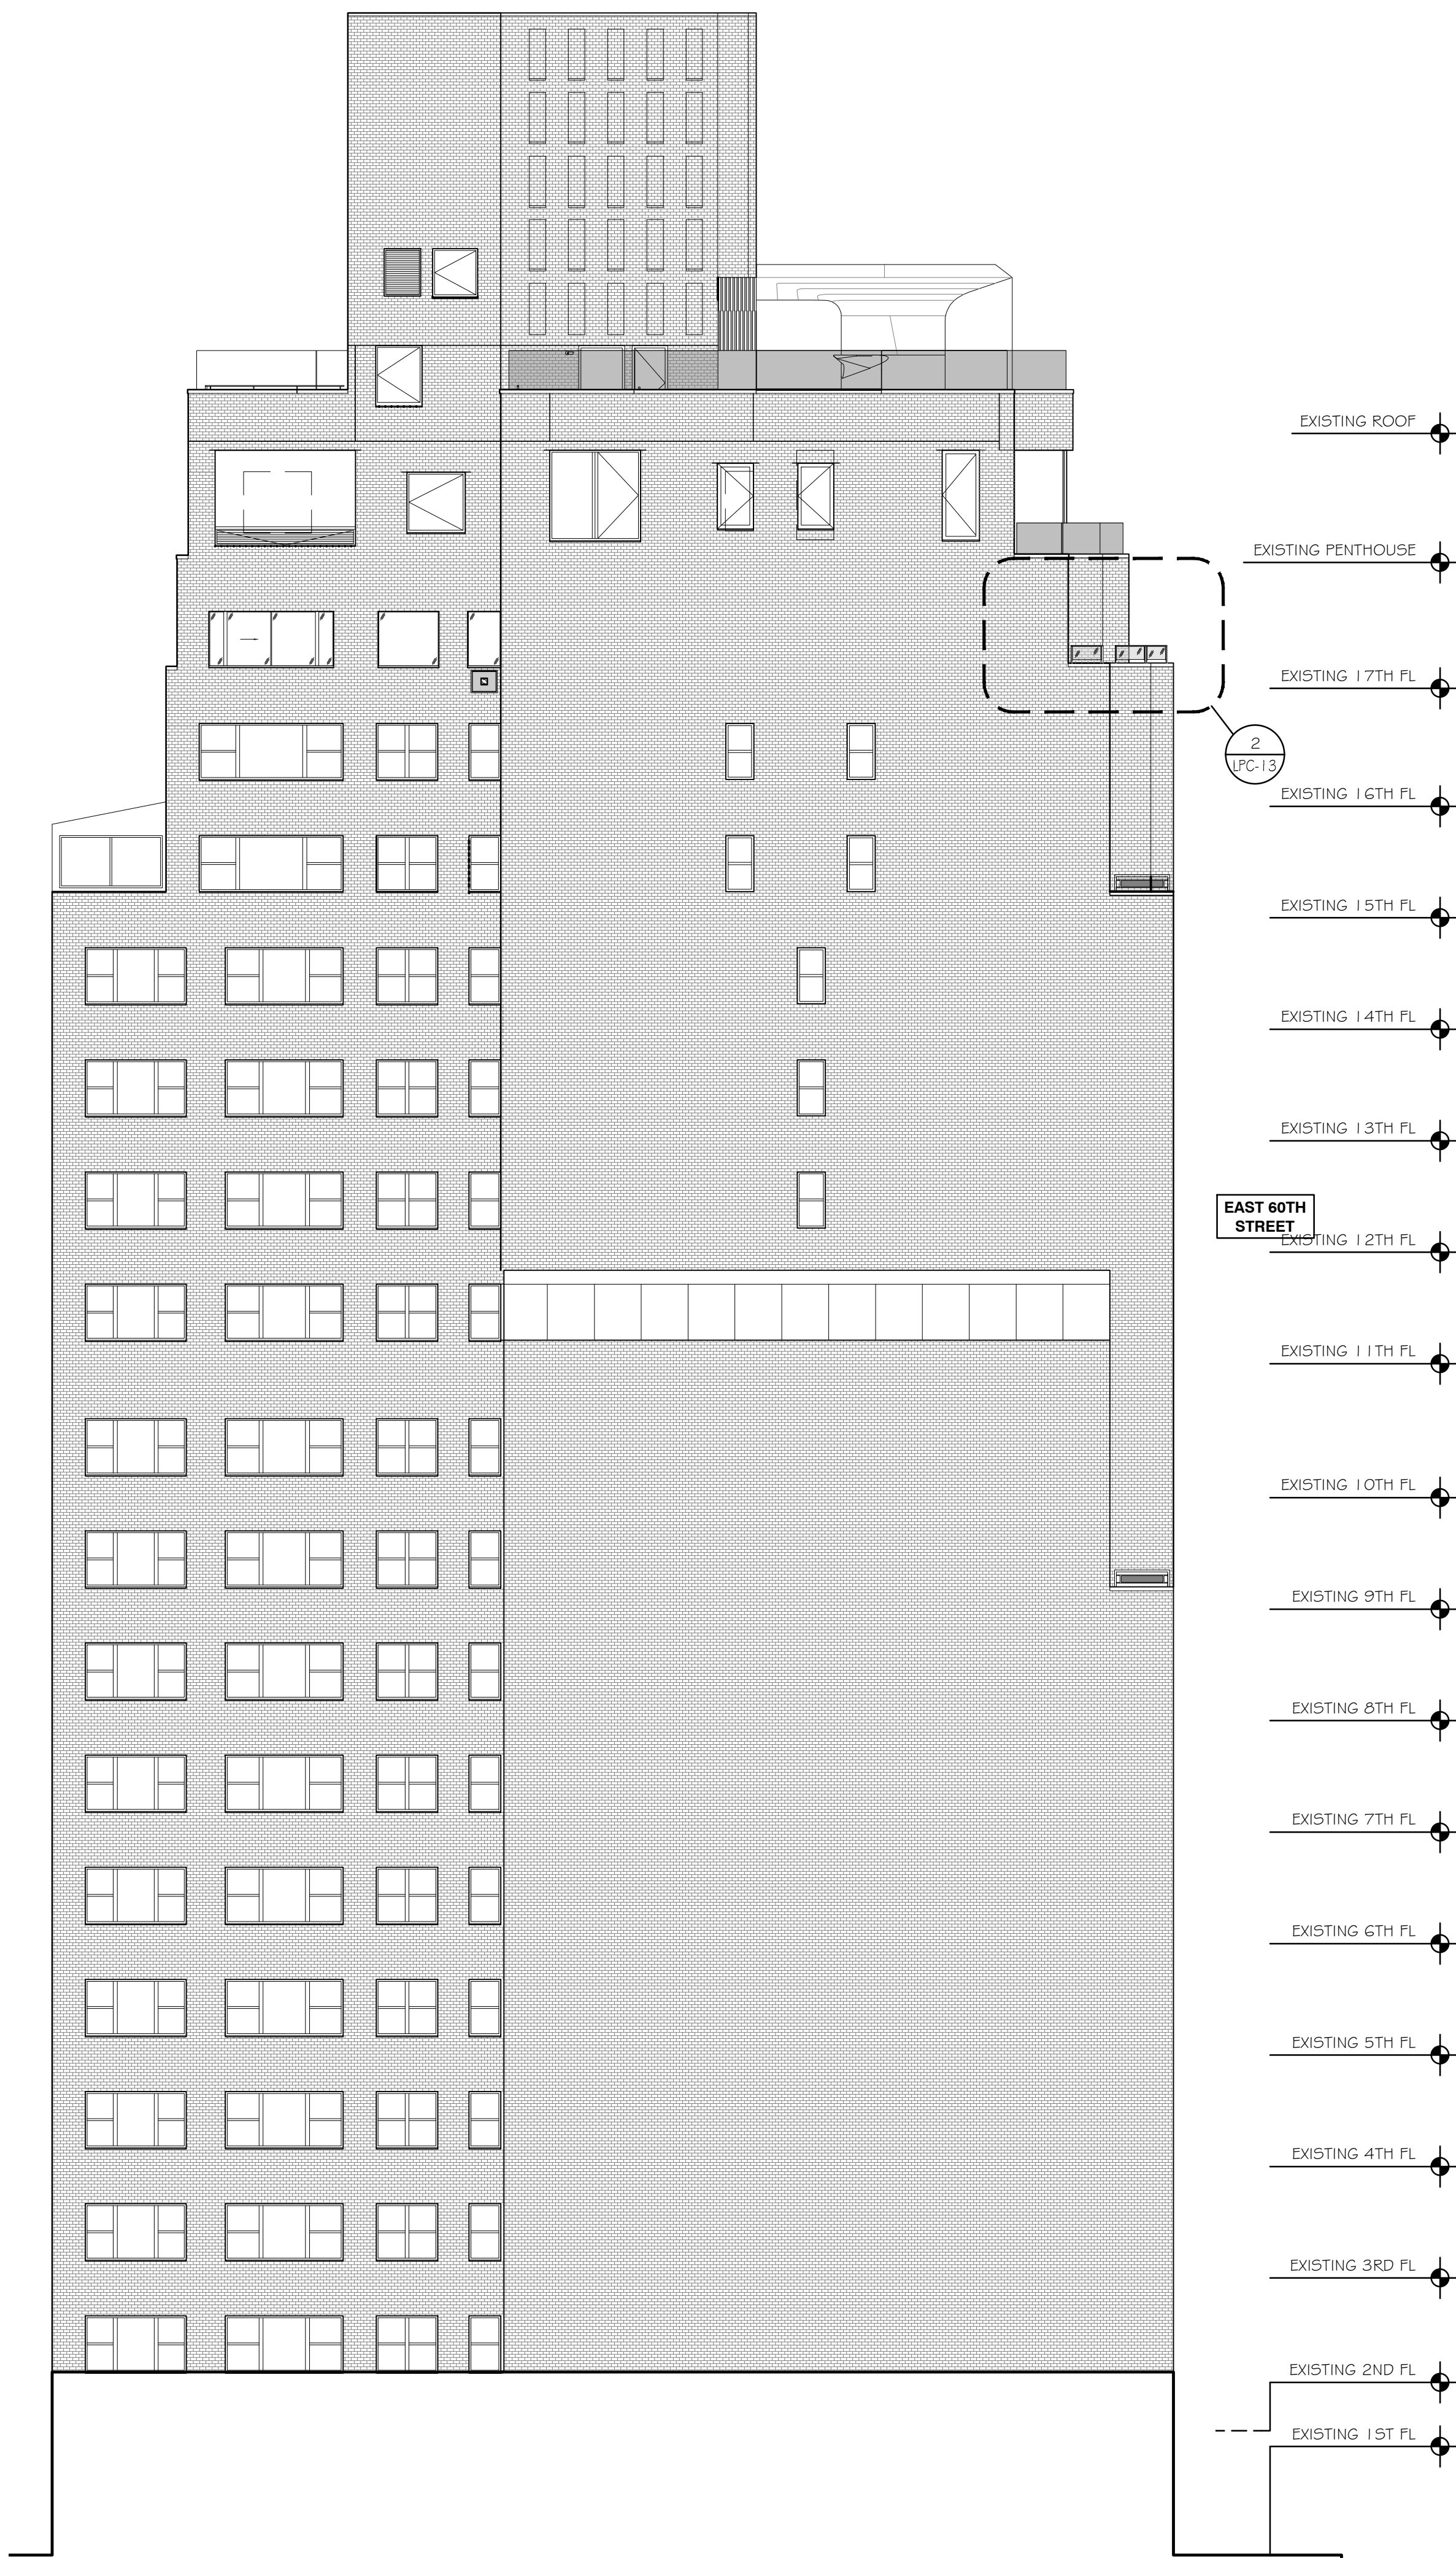 EXISTING ROOF
EXISTING PENTHOUSE
EXISTING 17TH FL
2
LPC-13
EXISTING 16TH FL
EXISTING 15TH FL
EXISTING 14TH FL
EXISTING 13TH FL
EAST 60TH
STREET
EXISTING 12TH FL
EXISTING 11TH FL
EXISTING 10TH FL
EXISTING 9TH FL
EXISTING 8TH FL
EXISTING 7TH FL
EXISTING 6TH FL
EXISTING 5TH FL
EXISTING 4TH FL
EXISTING 3RD FL
EXISTING 2ND FL
EXISTING 1ST FL